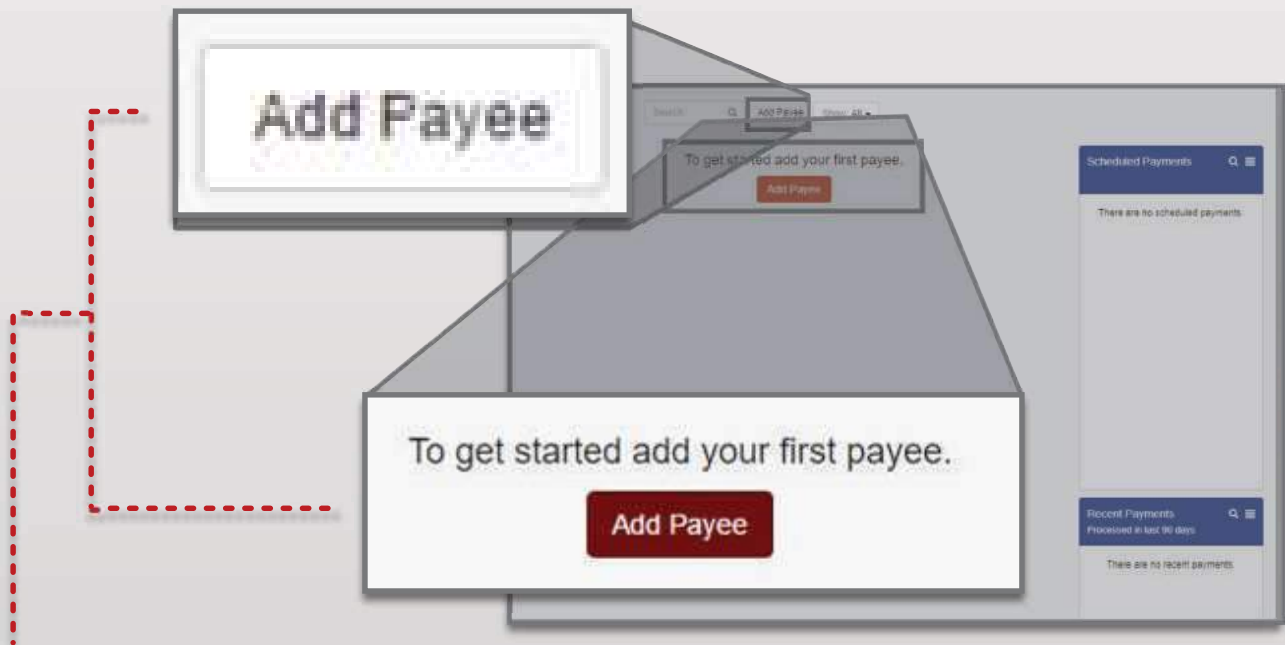 Add Payee
Search
Add Payee
Show: All
To get started add your first payee.
Add Payee
Scheduled Payments
There are no scheduled payments
To get started add your first payee.
Add Payee
Recent Payments
Processed in last 90 days
There are no recent payments